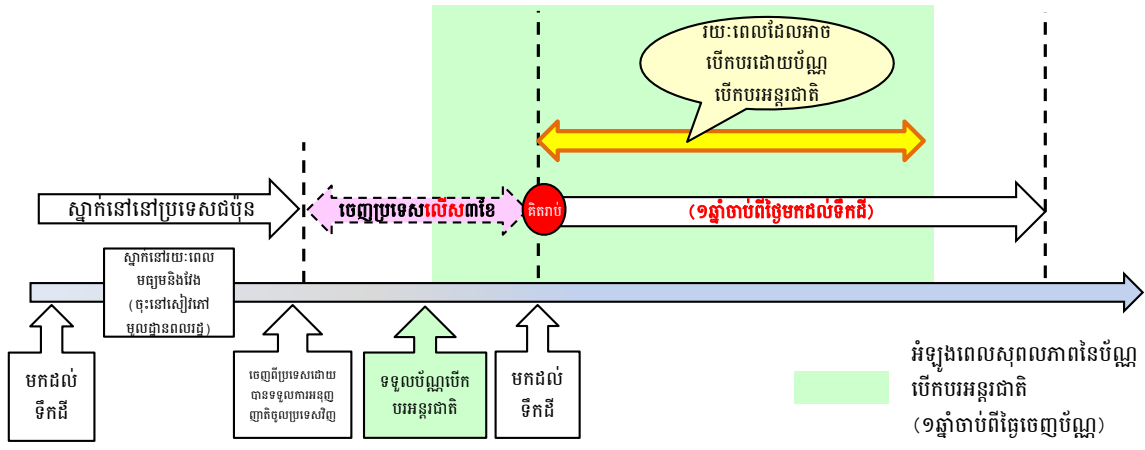 រយៈពេលដែលអាច
បើកបរដោយប័ណ្ណ
បើកបរអន្តរជាតិ
ស្នាក់នៅនៅប្រទេសជប៉ុន
ចេញប្រទេសលើស៣ខែ
គិតរាប់
(១ឆ្នាំចាប់ពីថ្ងៃមកដល់ទឹកដី)
ស្នាក់នៅរយៈពេល
មធ្យមនិងវែង
(ចុះនៅសៀវភៅ
មូលដ្ឋានពលរដ្ឋ)
មកដល់
ទឹកដី
ចេញពីប្រទេសដោយ
បានទទួលការអនុញ្ញ
ញាតិចូលប្រទេសវិញ
ទទួលប័ណ្ណបើក
បរអន្តរជាតិ
មកដល់
ទឹកដី
អំឡុងពេលសុពលភាពនៃប័ណ្ណ
បើកបរអន្តរជាតិ
(១ឆ្នាំចាប់ពីថ្ងៃចេញប័ណ្ណ)